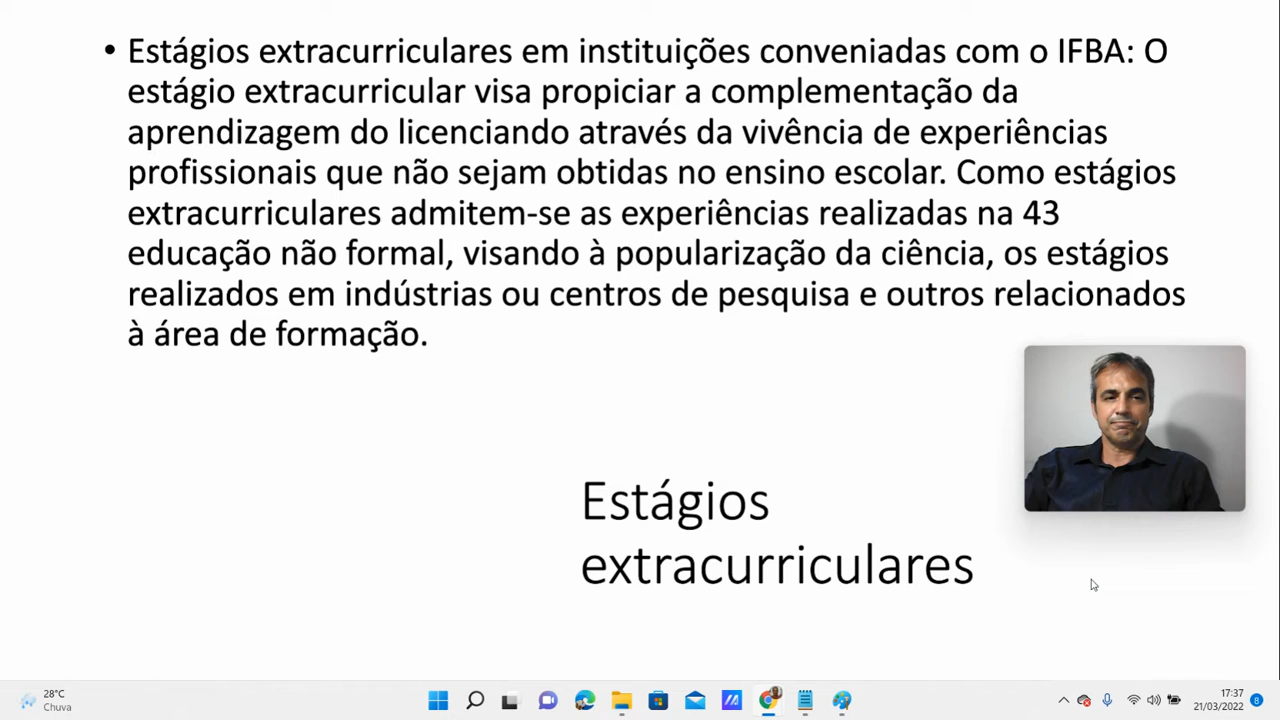 • Estágios extracurriculares em instituições conveniadas com o IFBA: O
estágio extracurricular visa propiciar a complementação da
aprendizagem do licenciando através da vivência de experiências
profissionais que não sejam obtidas no ensino escolar. Como estágios
extracurriculares admitem-se as experiências realizadas na 43
educação não formal, visando à popularização da ciência, os estágios
realizados em indústrias ou centros de pesquisa e outros relacionados
à área de formação.
Estágios
extracurriculares
28°C
Chuva
17:37
21/03/2022
8